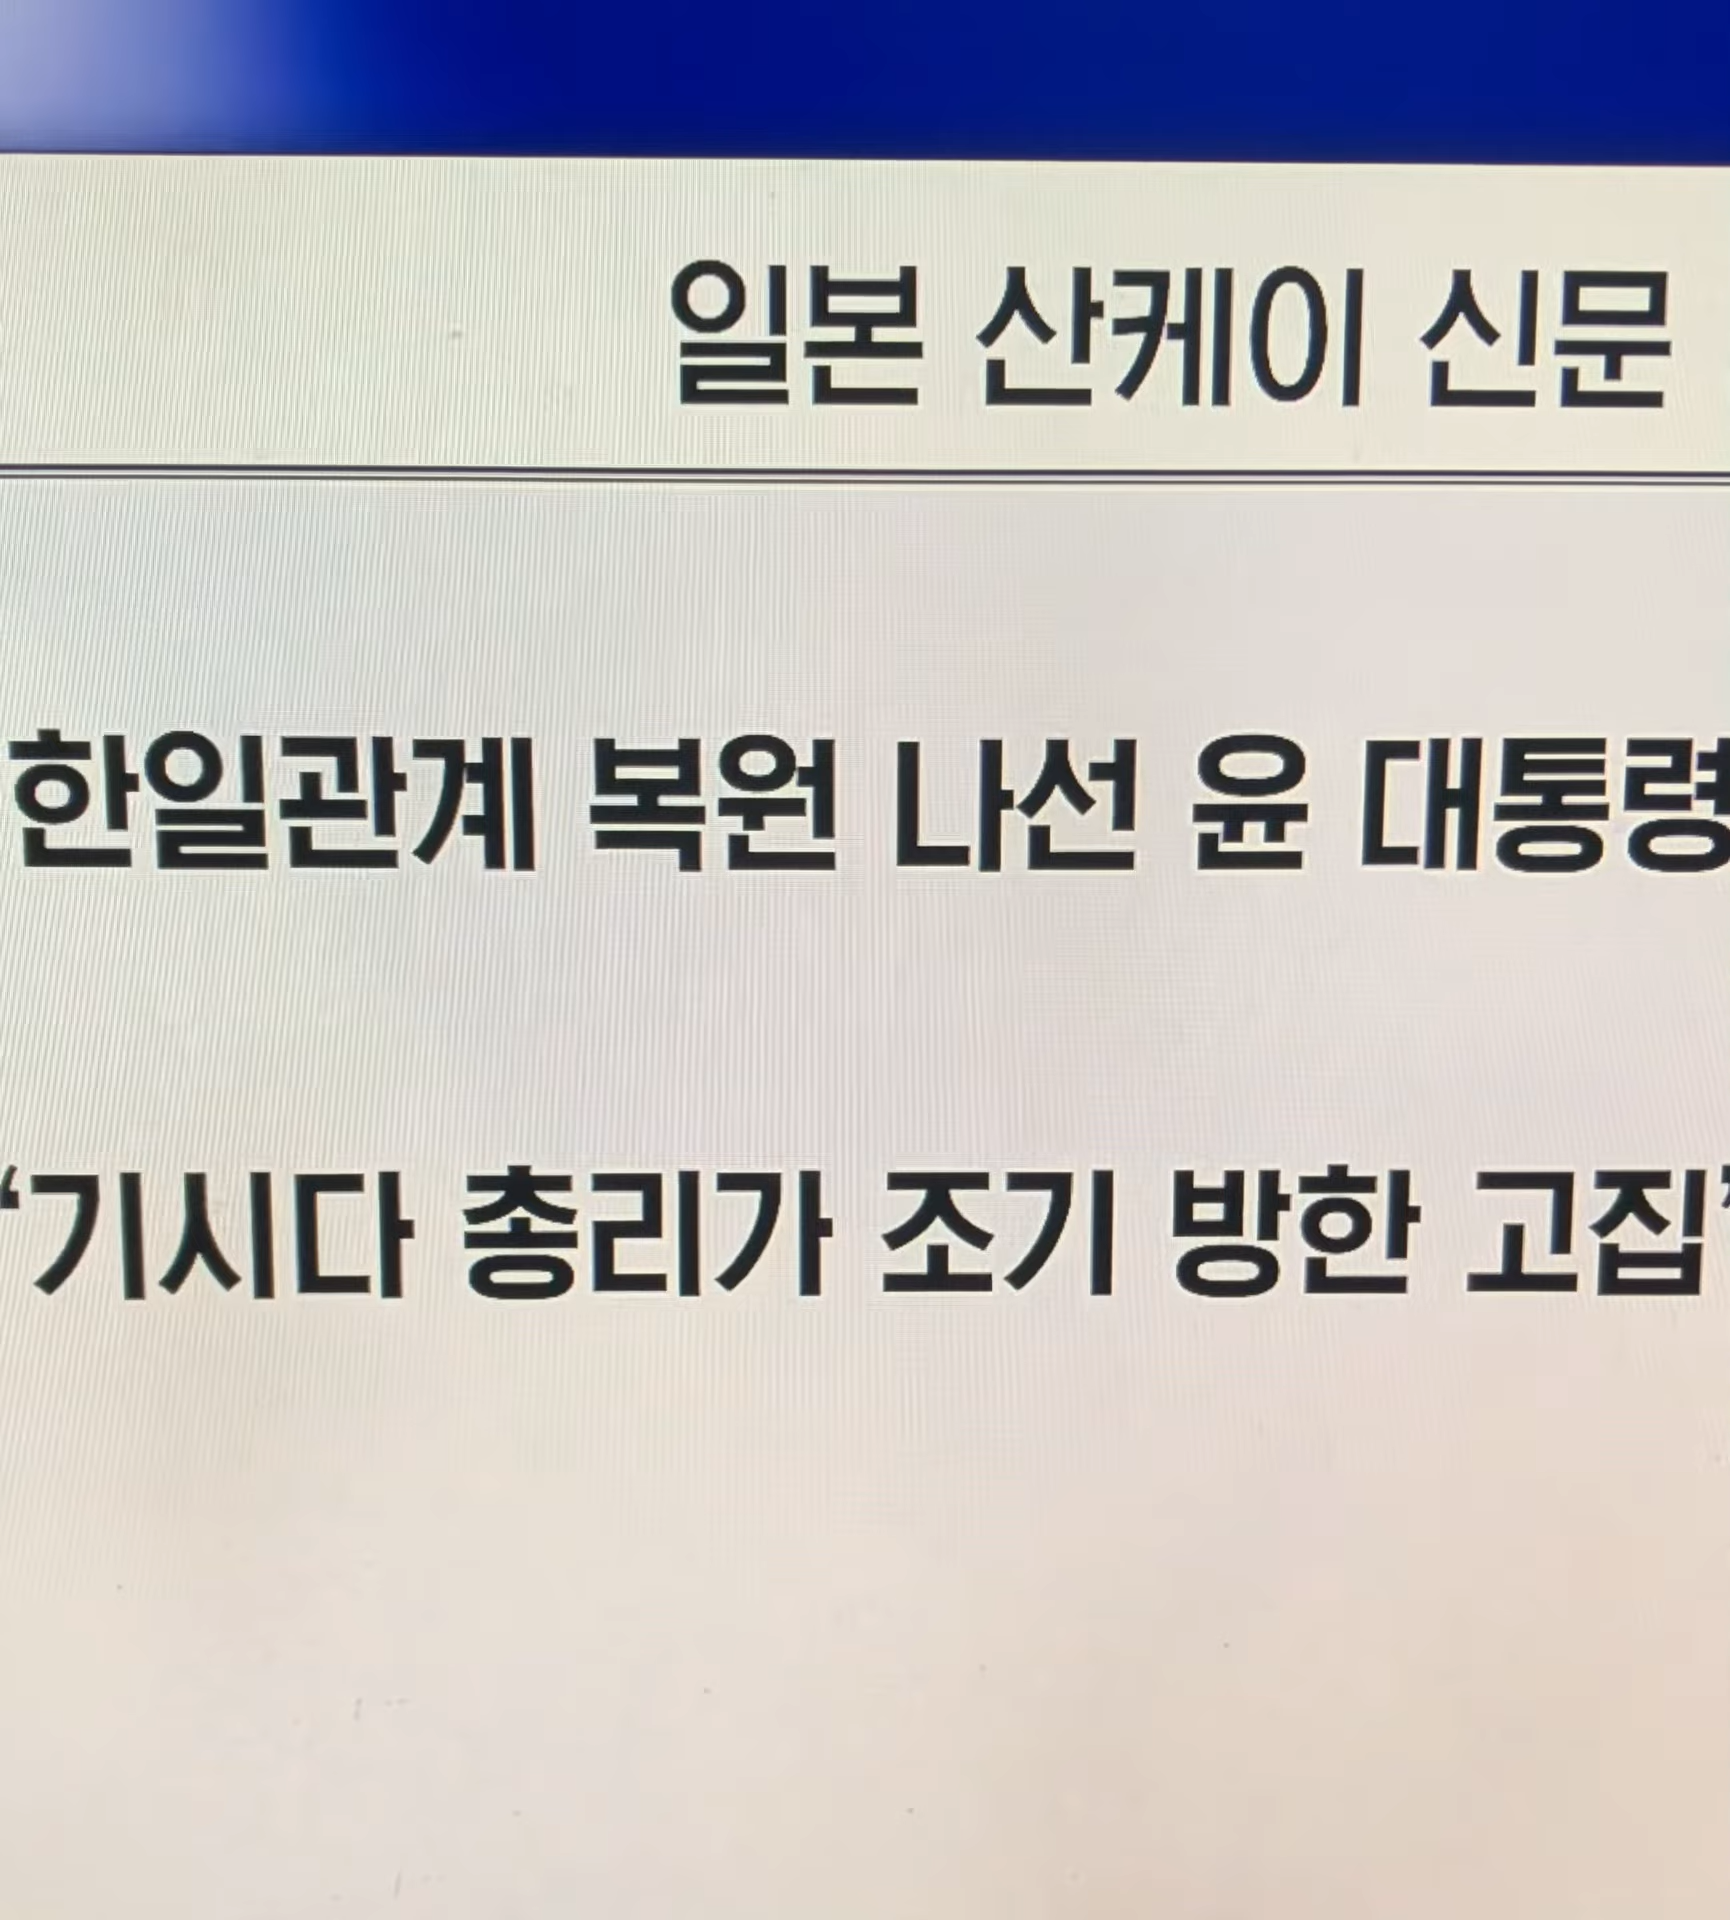 일본 산케이 신문
한일관계 복원 나선 윤 대통령
“기시다 총리가 조기 방한 고집”